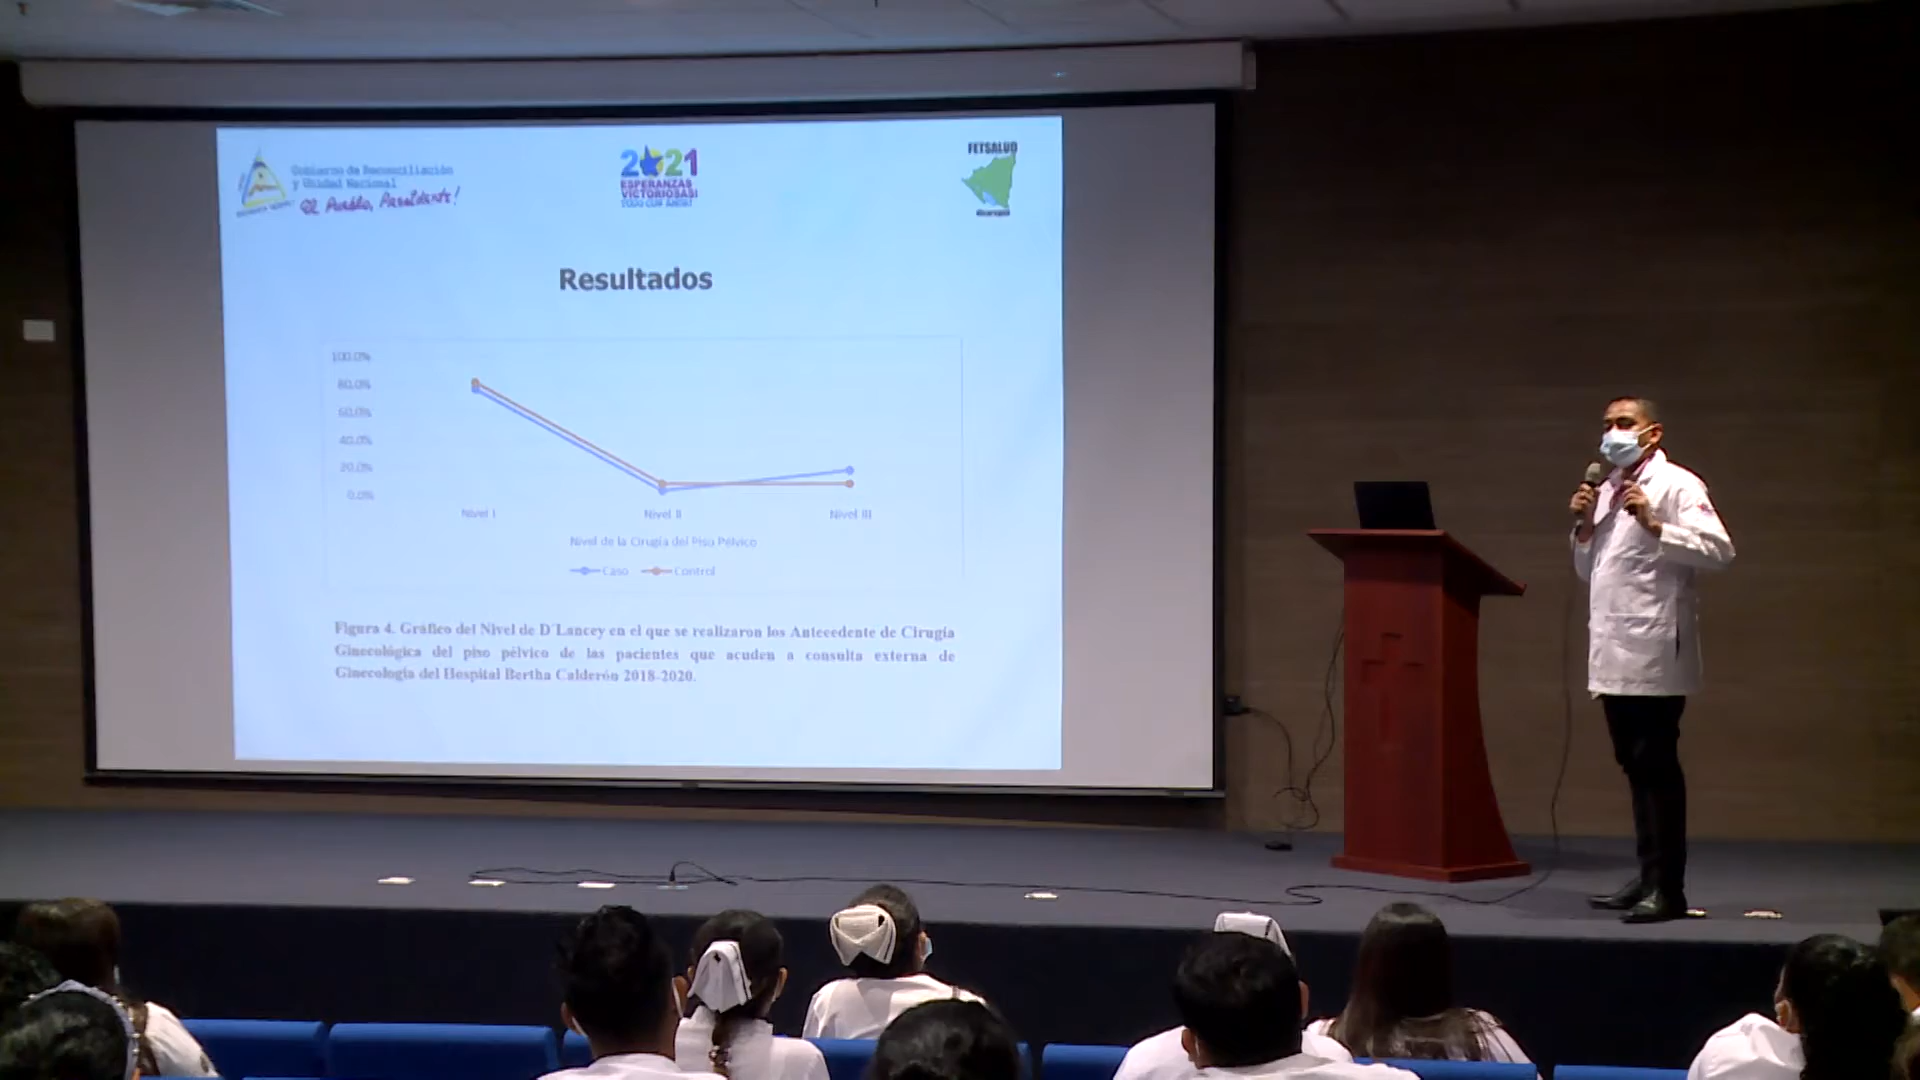 Gobierno de Reconciliación
y Unidad Nacional
El Pueblo, Presidente!
2021
ESPERANZAS
VICTORIOSAS!
FETSALUD
Nicaragua
Resultados
100.0%
80.0%
60.0%
40.0%
20.0%
0.0%
Nivel I Nivel II Nivel III
Nivel de la Cirugía del Piso Pélvico
Caso Control
Figura 4. Gráfico del Nivel de D´Lancey en el que se realizaron los Antecedente de Cirugía
Ginecológica del piso pélvico de las pacientes que acuden a consulta externa de
Ginecología del Hospital Bertha Calderón 2018-2020.